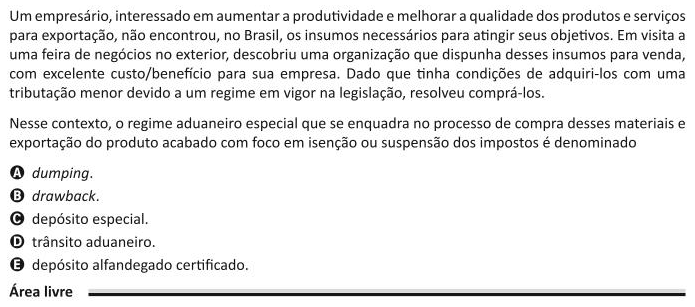 Um empresário, interessado em aumentar a produtividade e melhorar a qualidade dos produtos e serviços
para exportação, não encontrou, no Brasil, os insumos necessários para atingir seus objetivos. Em visita a
uma feira de negócios no exterior, descobriu uma organização que dispunha desses insumos para venda,
com excelente custo/benefício para sua empresa. Dado que tinha condições de adquiri-los com uma
tributação menor devido a um regime em vigor na legislação, resolveu comprá-los.
Nesse contexto, o regime aduaneiro especial que se enquadra no processo de compra desses materiais e
exportação do produto acabado com foco em isenção ou suspensão dos impostos é denominado
A dumping.
B drawback.
C depósito especial.
D trânsito aduaneiro.
E depósito alfandegado certificado.
Área livre